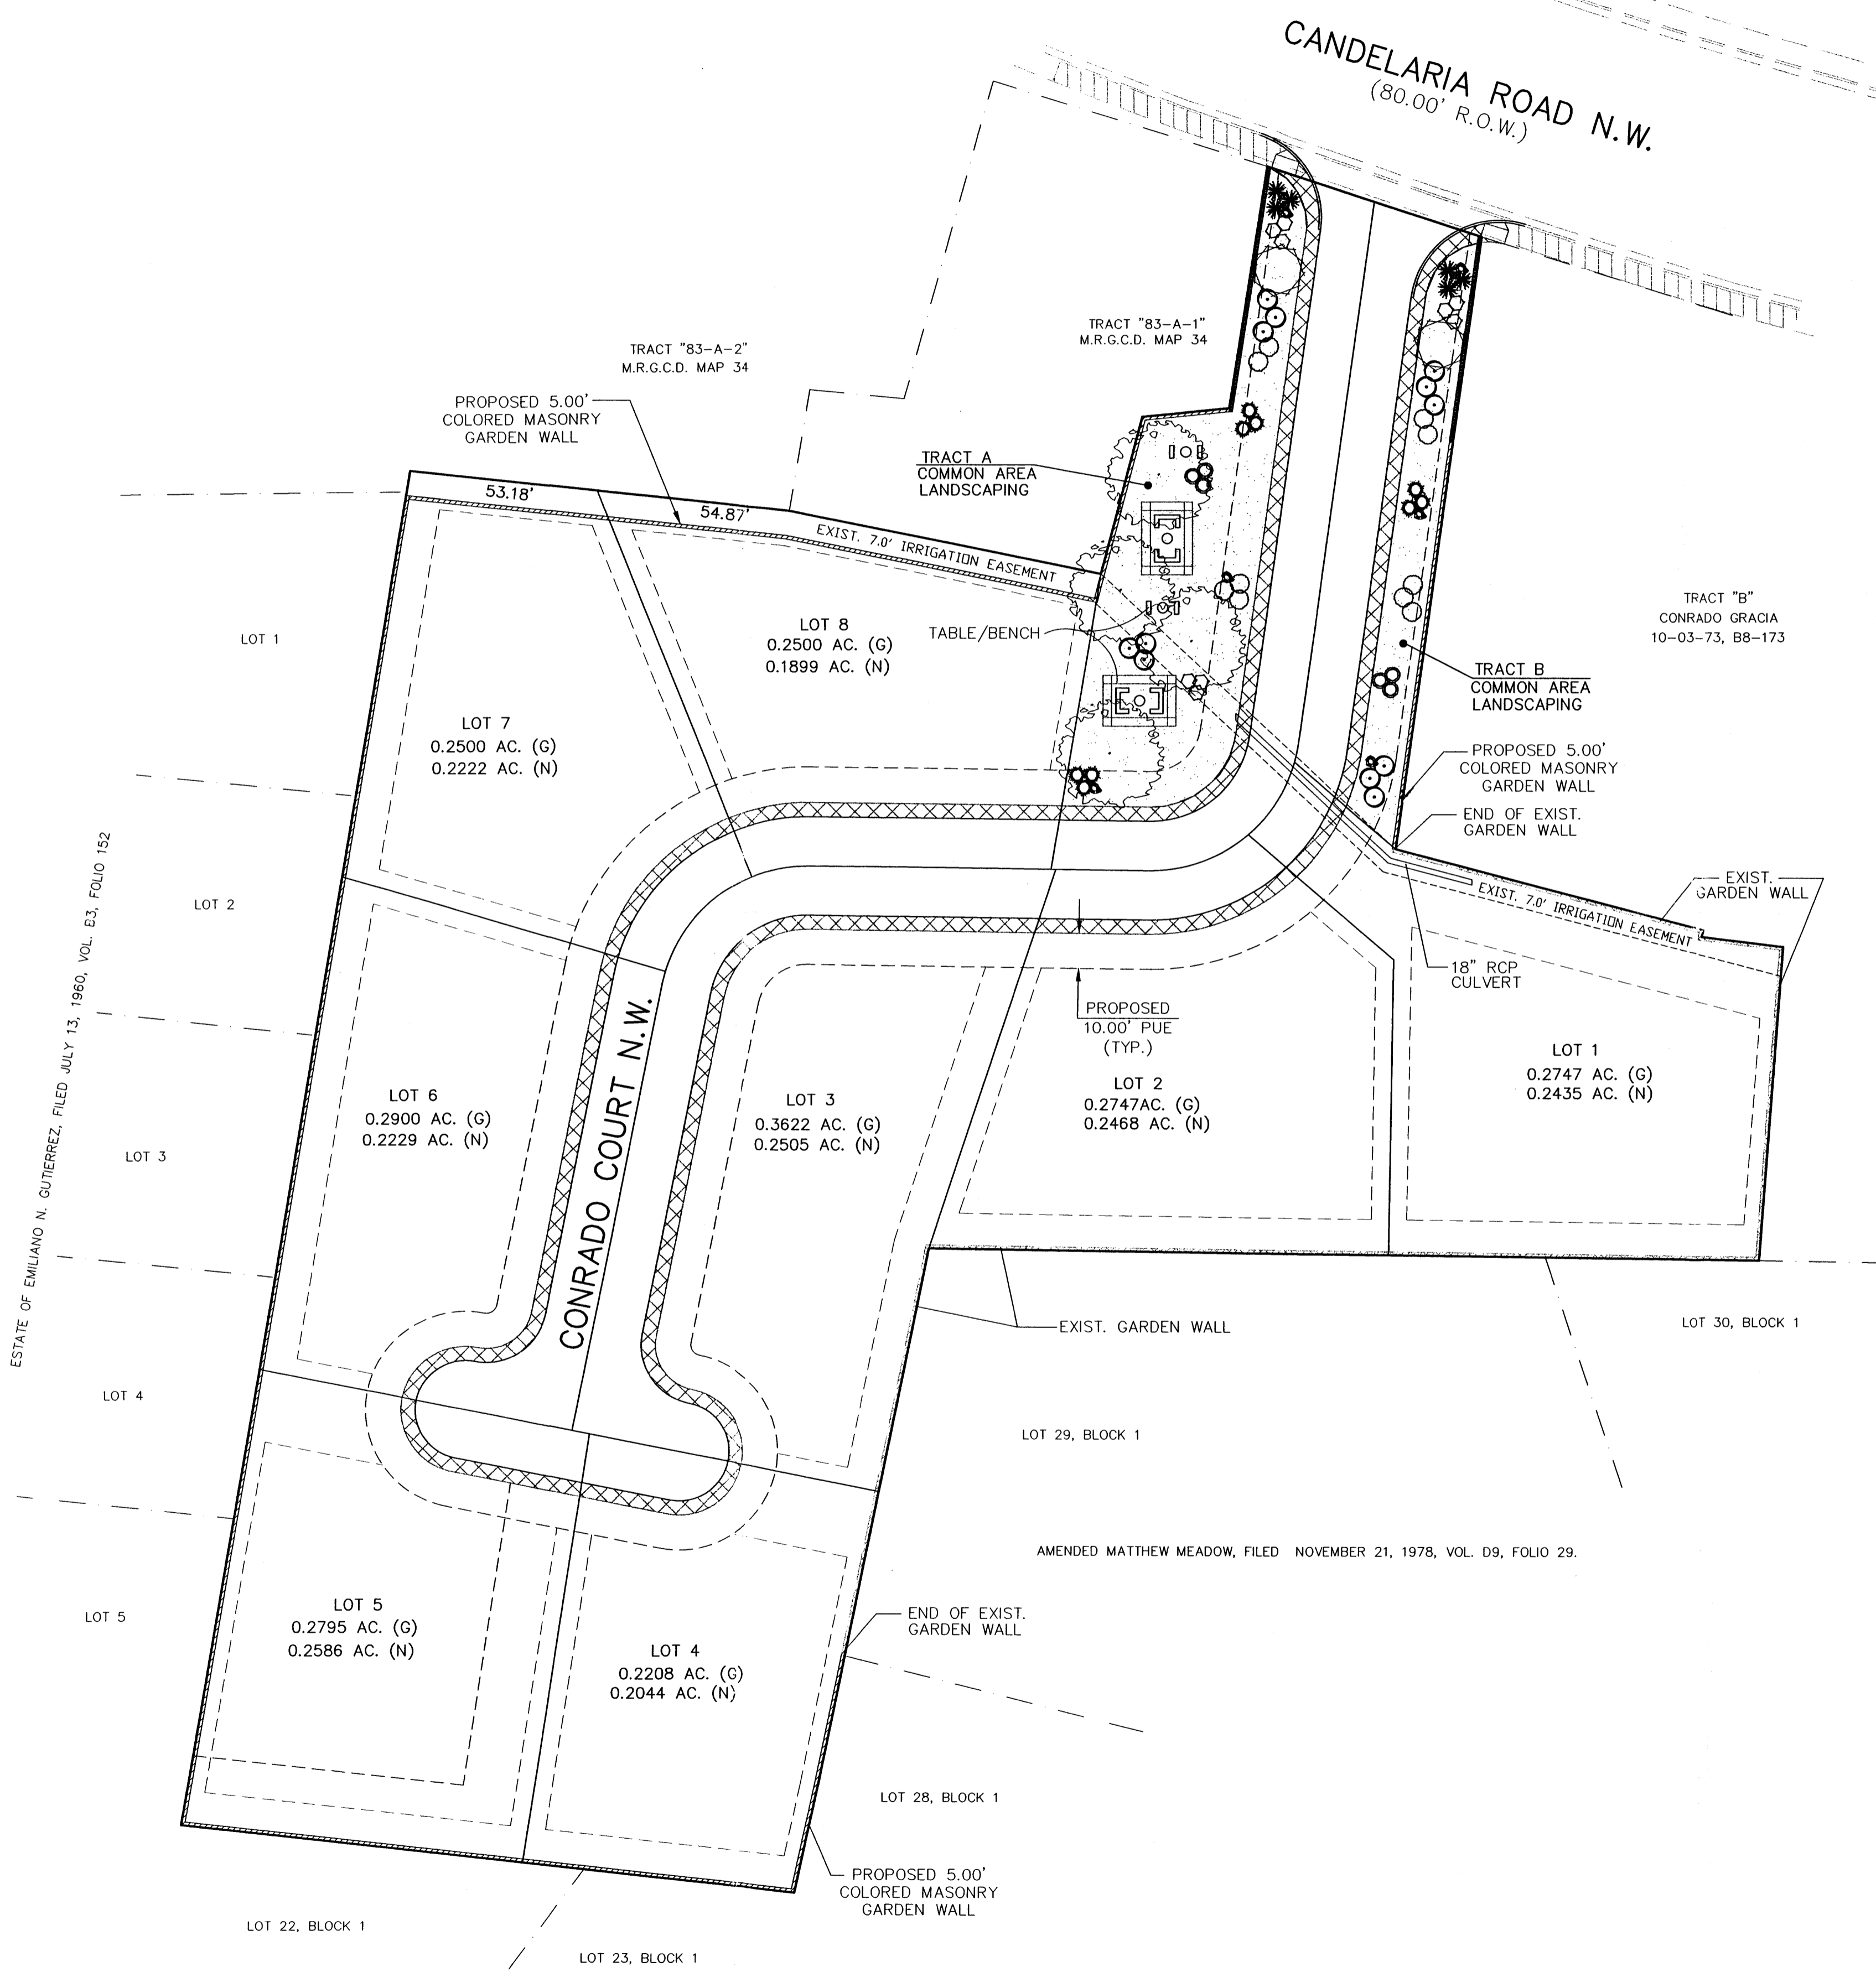 CANDELARIA ROAD N.W.
(80.00' R.O.W.)
TRACT "83-A-1"
M.R.G.C.D. MAP 34
TRACT "83-A-2"
M.R.G.C.D. MAP 34
PROPOSED 5.00'
COLORED MASONRY
GARDEN WALL
TRACT A
COMMON AREA
LANDSCAPING
53.18'
54.87'
EXIST. 7.0' IRRIGATION EASEMENT
TABLE/BENCH
TRACT "B"
CONRADO GRACIA
10-03-73, B8-173
TRACT B
COMMON AREA
LANDSCAPING
PROPOSED 5.00'
COLORED MASONRY
GARDEN WALL
END OF EXIST.
GARDEN WALL
EXIST.
GARDEN WALL
EXIST. 7.0' IRRIGATION EASEMENT
18" RCP
CULVERT
LOT 8
0.2500 AC. (G)
0.1899 AC. (N)
LOT 7
0.2500 AC. (G)
0.2222 AC. (N)
LOT 1
LOT 2
LOT 3
LOT 4
LOT 5
ESTATE OF EMILIANO N. GUTIERREZ, FILED JULY 13, 1960, VOL. B3, FOLIO 152
PROPOSED
10.00' PUE
(TYP.)
LOT 1
0.2747 AC. (G)
0.2435 AC. (N)
LOT 2
0.2747AC. (G)
0.2468 AC. (N)
LOT 3
0.3622 AC. (G)
0.2505 AC. (N)
LOT 6
0.2900 AC. (G)
0.2229 AC. (N)
CONRADO COURT N.W.
EXIST. GARDEN WALL
LOT 30, BLOCK 1
LOT 29, BLOCK 1
AMENDED MATTHEW MEADOW, FILED NOVEMBER 21, 1978, VOL. D9, FOLIO 29.
LOT 5
0.2795 AC. (G)
0.2586 AC. (N)
LOT 4
0.2208 AC. (G)
0.2044 AC. (N)
END OF EXIST.
GARDEN WALL
LOT 28, BLOCK 1
PROPOSED 5.00'
COLORED MASONRY
GARDEN WALL
LOT 22, BLOCK 1
LOT 23, BLOCK 1